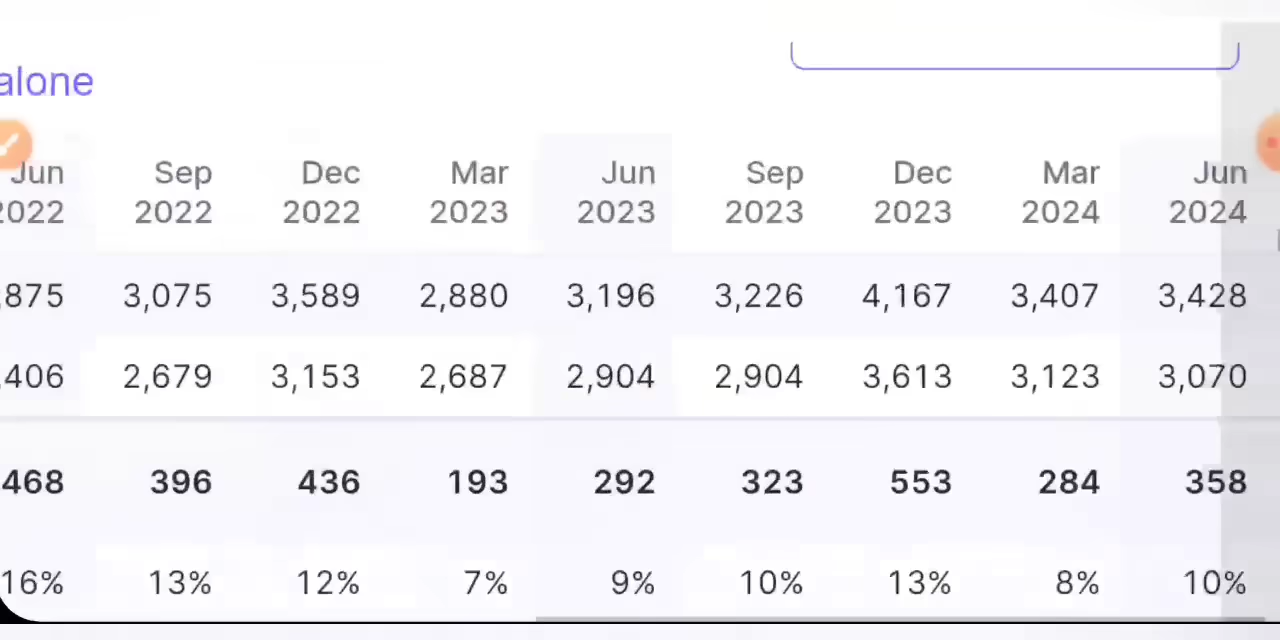 alone
Jun Sep Dec Mar Jun Sep Dec Mar Jun
2022 2022 2022 2023 2023 2023 2023 2024 2024
,875 3,075 3,589 2,880 3,196 3,226 4,167 3,407 3,428
,406 2,679 3,153 2,687 2,904 2,904 3,613 3,123 3,070
468 396 436 193 292 323 553 284 358
16% 13% 12% 7% 9% 10% 13% 8% 10%